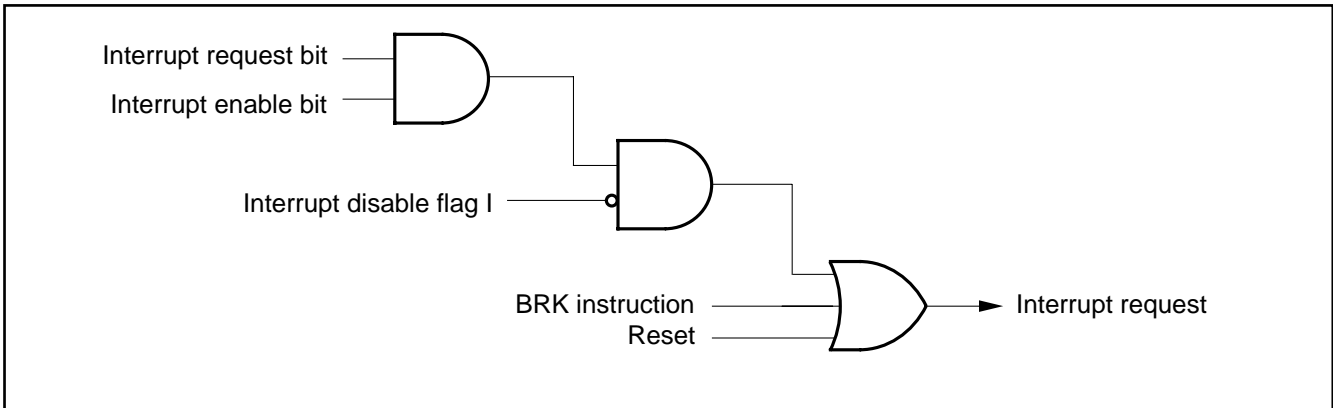 Interrupt request bit
Interrupt enable bit
Interrupt disable flag I
BRK instruction
Reset
Interrupt request